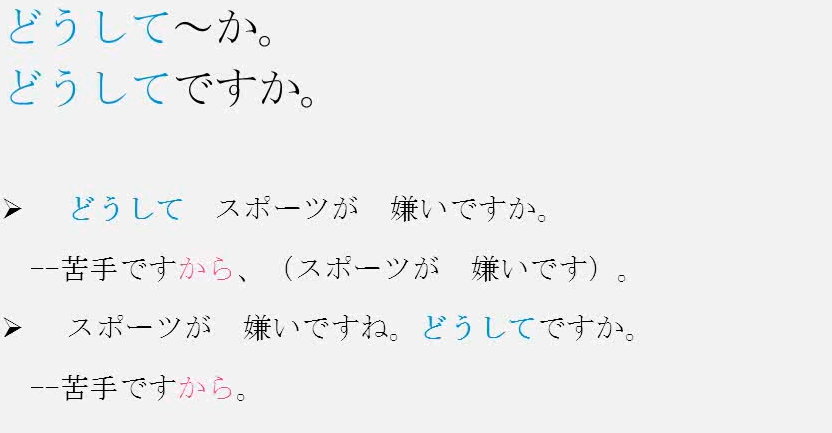 どうして～か。
どうしてですか。
➢ どうして　スポーツが　嫌いですか。
--苦手ですから、（スポーツが　嫌いです）。
➢ スポーツが　嫌いですね。どうしてですか。
--苦手ですから。